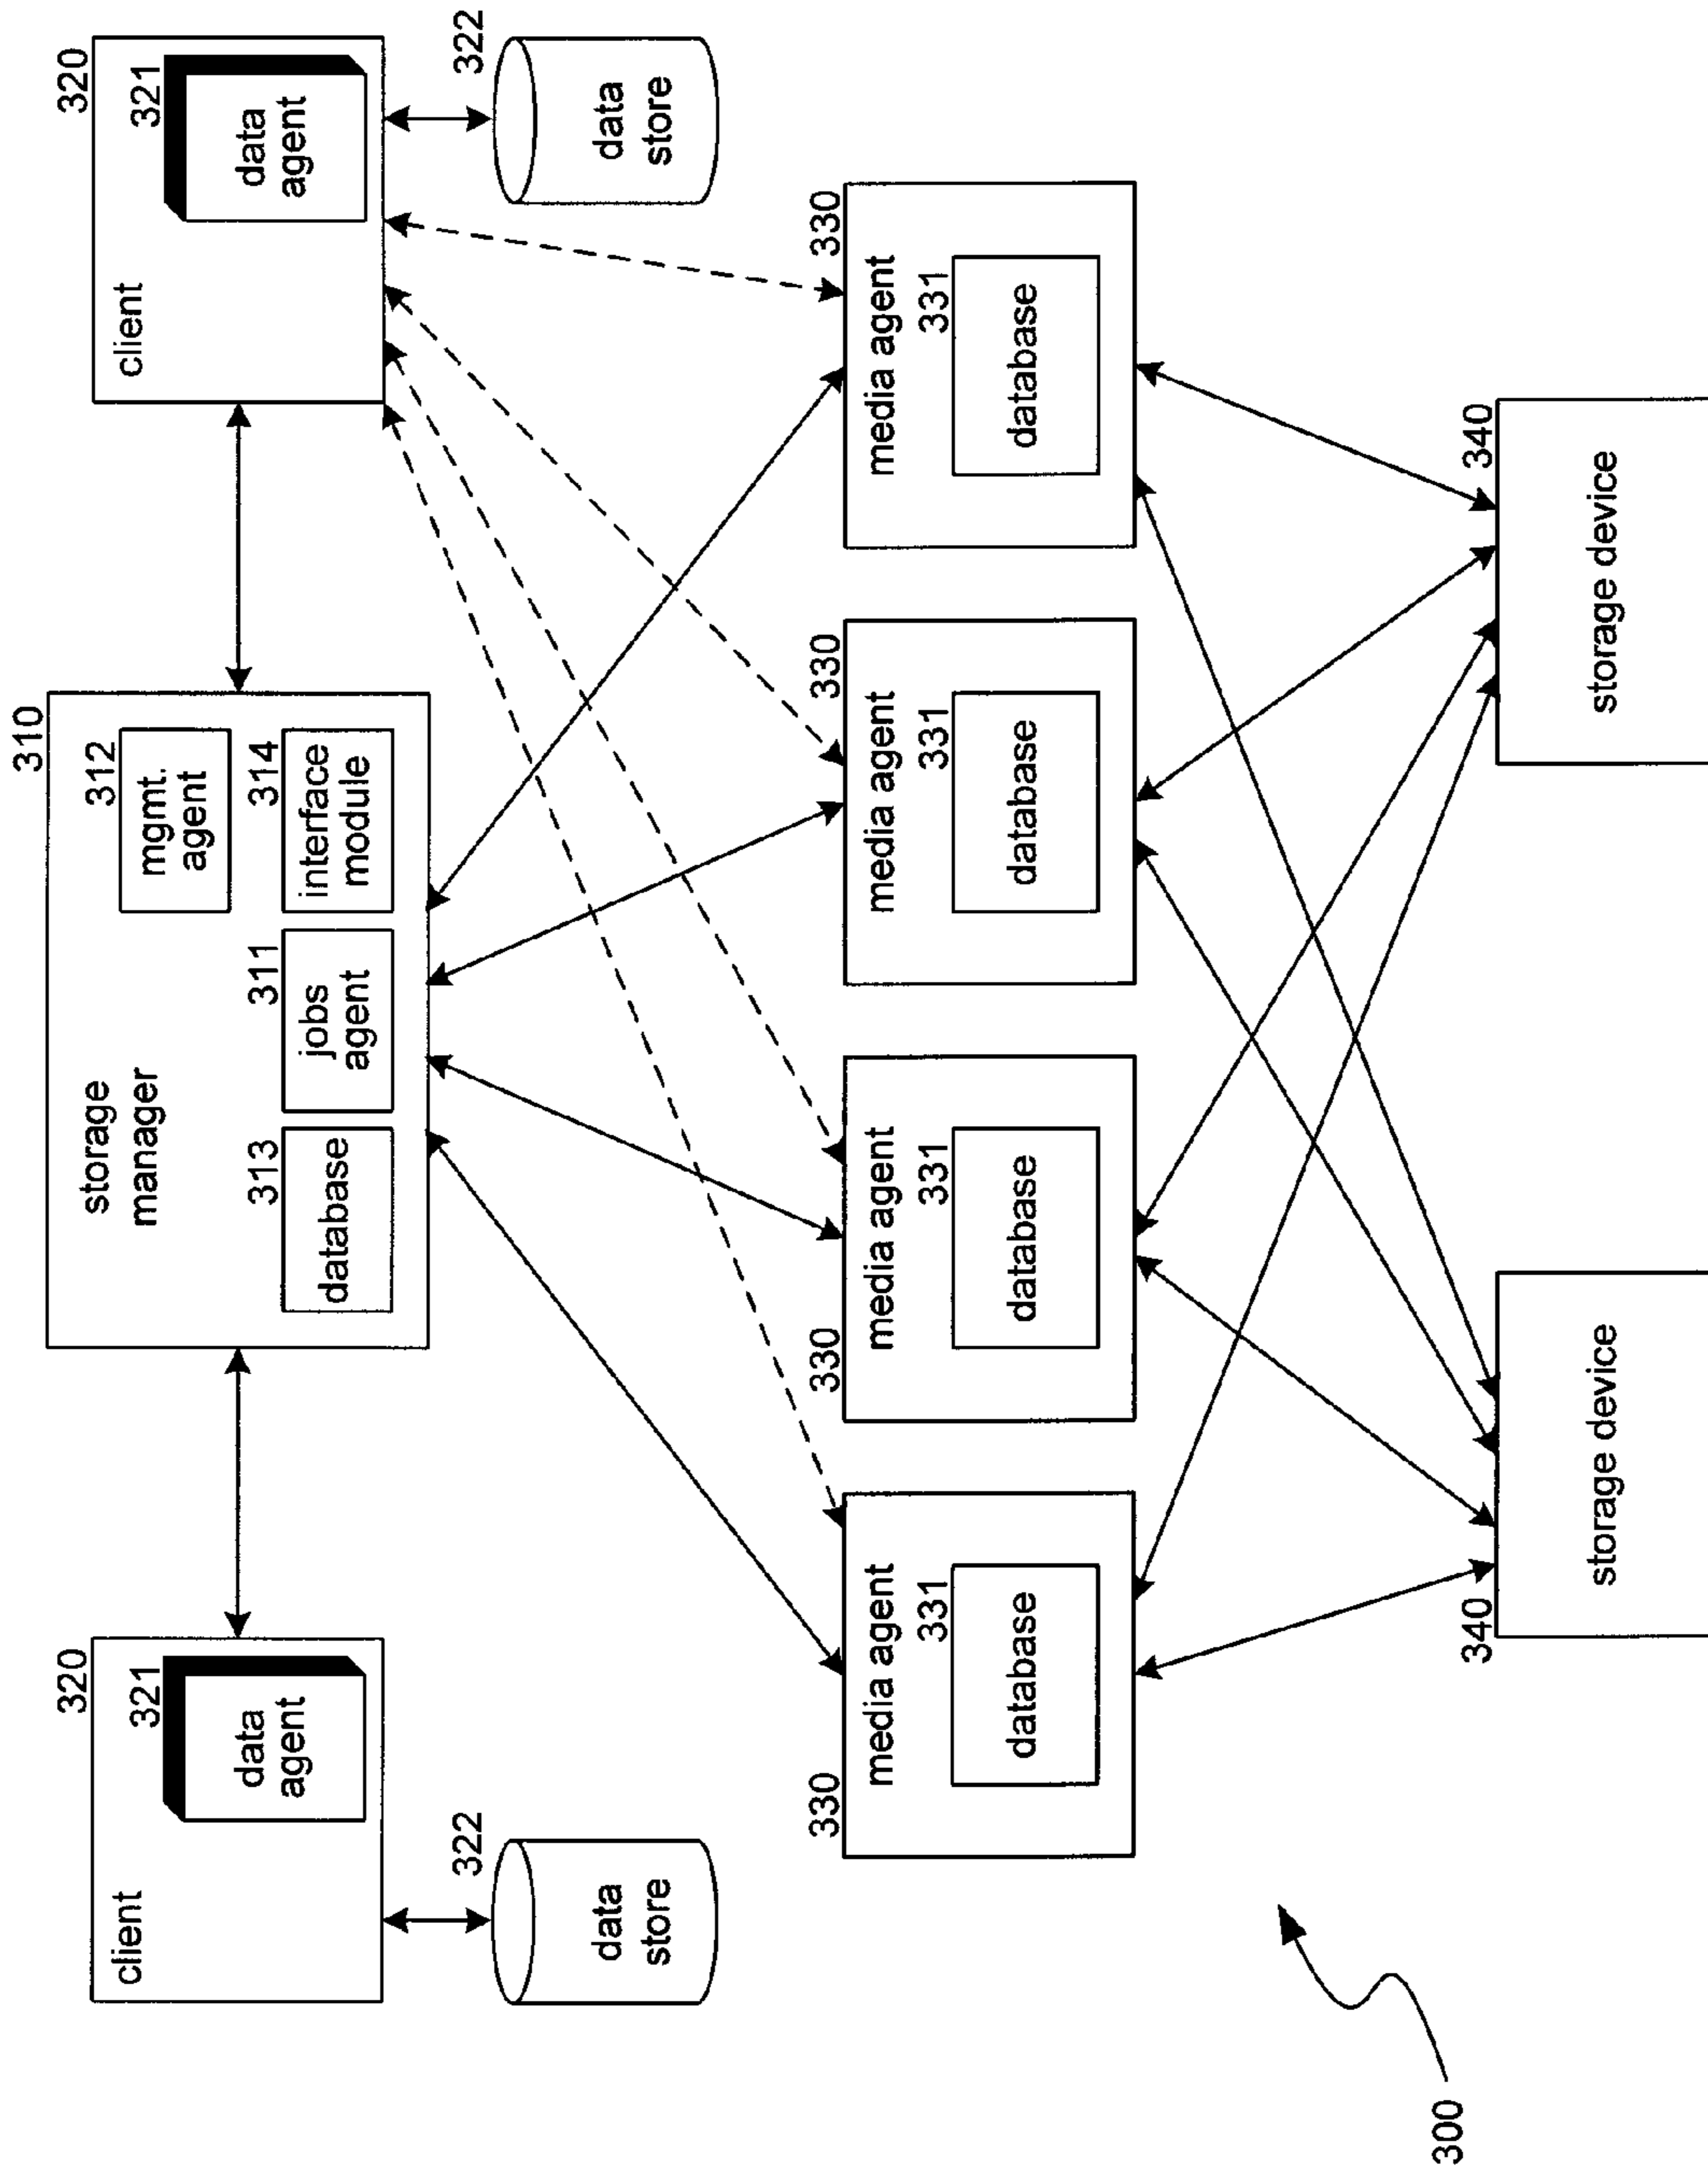 310
320
320
storage
manager
312
mgmt.
agent
client
321
data
agent
client
321
data
agent
313
database
311
jobs
agent
314
interface
module
322
data
store
322
data
store
330
media agent
331
database
330
media agent
331
database
330
media agent
331
database
330
media agent
331
database
340
storage device
340
storage device
300